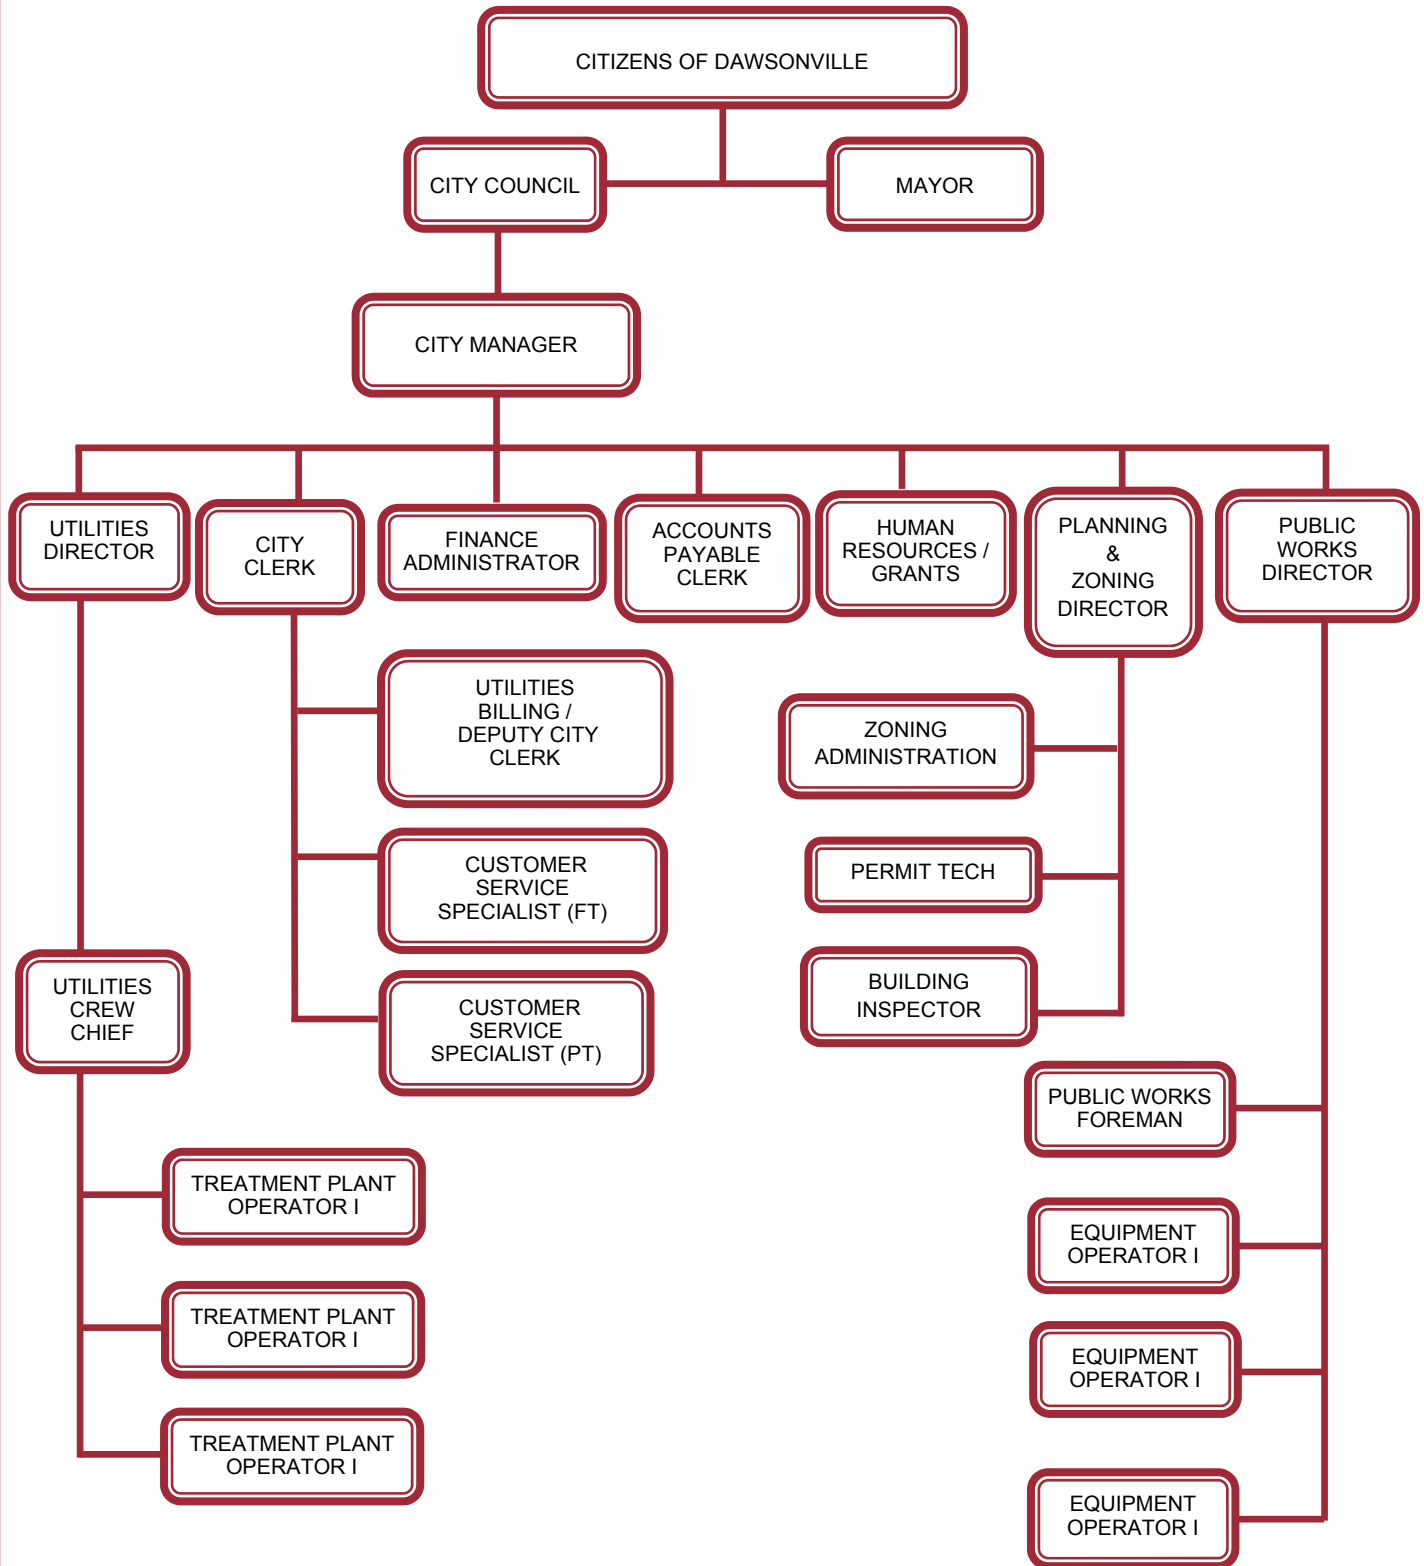 CITIZENS OF DAWSONVILLE
CITY COUNCIL
MAYOR
CITY MANAGER
UTILITIES
DIRECTOR
CITY
CLERK
FINANCE
ADMINISTRATOR
ACCOUNTS
PAYABLE
CLERK
HUMAN
RESOURCES /
GRANTS
PLANNING
&
ZONING
DIRECTOR
PUBLIC
WORKS
DIRECTOR
UTILITIES
BILLING /
DEPUTY CITY
CLERK
ZONING
ADMINISTRATION
CUSTOMER
SERVICE
SPECIALIST (FT)
PERMIT TECH
UTILITIES
CREW
CHIEF
CUSTOMER
SERVICE
SPECIALIST (PT)
BUILDING
INSPECTOR
PUBLIC WORKS
FOREMAN
TREATMENT PLANT
OPERATOR I
EQUIPMENT
OPERATOR I
TREATMENT PLANT
OPERATOR I
EQUIPMENT
OPERATOR I
TREATMENT PLANT
OPERATOR I
EQUIPMENT
OPERATOR I